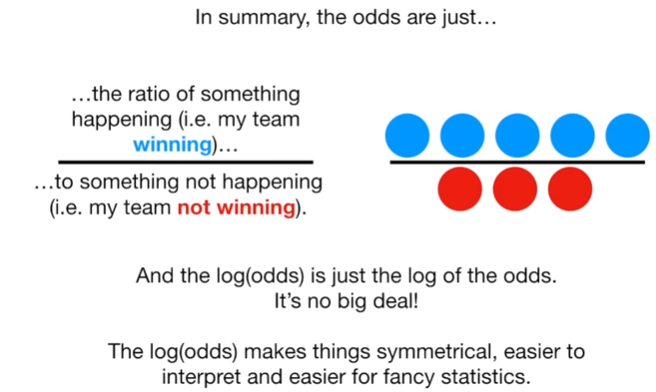 In summary, the odds are just…
…the ratio of something
happening (i.e. my team
winning)…
…to something not happening
(i.e. my team not winning).
And the log(odds) is just the log of the odds.
It’s no big deal!
The log(odds) makes things symmetrical, easier to
interpret and easier for fancy statistics.